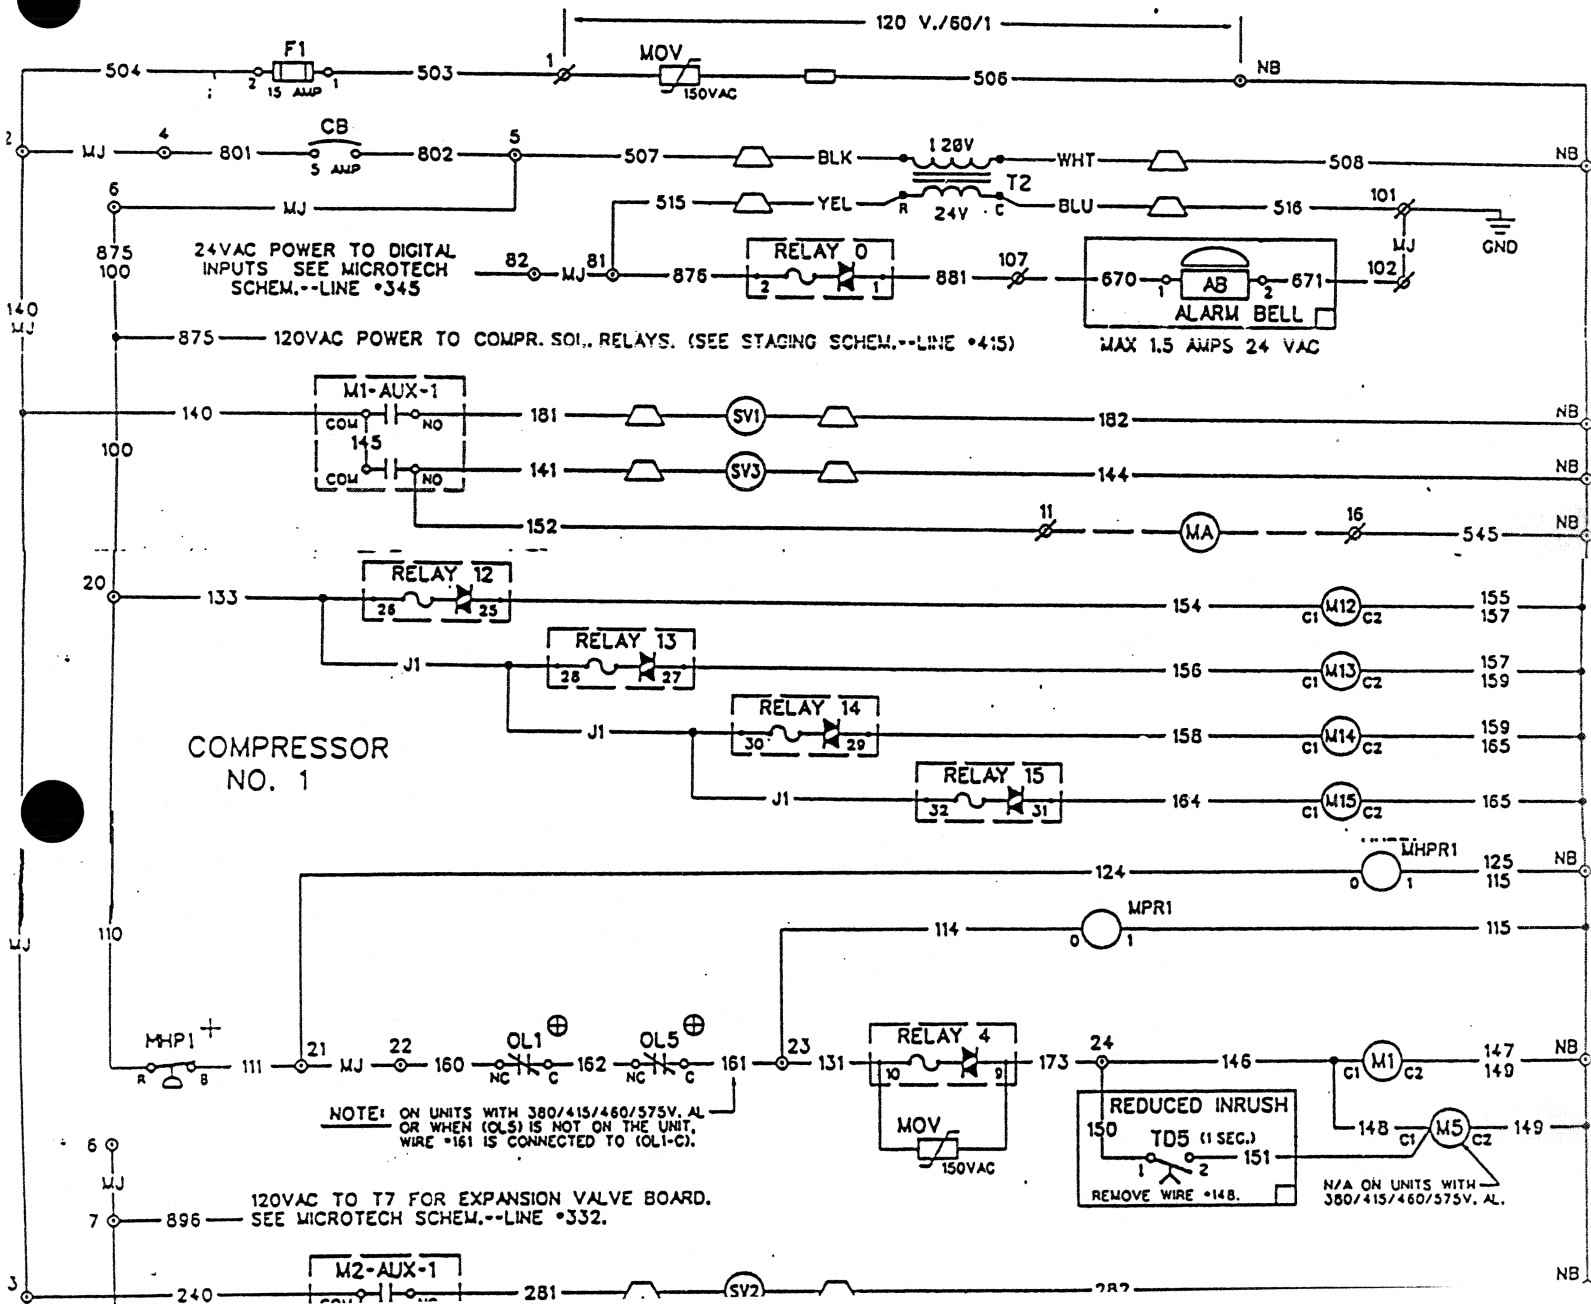 120 V./60/1
504 F1 503 1 MOV 506 NB
2 15 AMP 1 150VAC
2 MJ 4 801 CB 802 5 507 BLK 120V WHT 508 NB
5 AMP
6 MJ 515 YEL R 24V C T2 BLU 516 101
GND
875
100
24VAC POWER TO DIGITAL
INPUTS SEE MICROTECH
SCHEM.--LINE #345
82 MJ 81 876 RELAY 0 881 107 670 AB 671 102 MJ
2 1 1 2
ALARM BELL
MAX 1.5 AMPS 24 VAC
140
MJ
875 120VAC POWER TO COMPR. SOL. RELAYS. (SEE STAGING SCHEM.--LINE #415)
M1-AUX-1
140 COM NO 181 SV1 182 NB
145
100 COM NO 141 SV3 144 NB
152 11 MA 16 545 NB
20 133 RELAY 12 154 M12 155
26 25 C1 C2 157
J1 RELAY 13 156 M13 157
28 27 C1 C2 159
J1 RELAY 14 158 M14 159
30 29 C1 C2 165
J1 RELAY 15 164 M15 165
32 31 C1 C2
COMPRESSOR
NO. 1
MHPR1
124 0 1 125 NB
115
MPR1
MJ 110 114 0 1 115
MHP1 OL1 OL5
R B 111 21 MJ 22 160 NC C 162 NC C 161 23 131 RELAY 4 173 24 146 M1 147 NB
10 9 C1 C2 149
NOTE: ON UNITS WITH 380/415/460/575V. AL
OR WHEN (OL5) IS NOT ON THE UNIT,
WIRE #161 IS CONNECTED TO (OL1-C).
MOV
150VAC
REDUCED INRUSH
150 TD5 (1 SEC.)
1 2 151
REMOVE WIRE #148.
148 C1 M5 C2 149
N/A ON UNITS WITH
380/415/460/575V. AL.
6
MJ
7 896 120VAC TO T7 FOR EXPANSION VALVE BOARD.
SEE MICROTECH SCHEM.--LINE #332.
M2-AUX-1
3 240 COM NO 281 SV2 282 NB